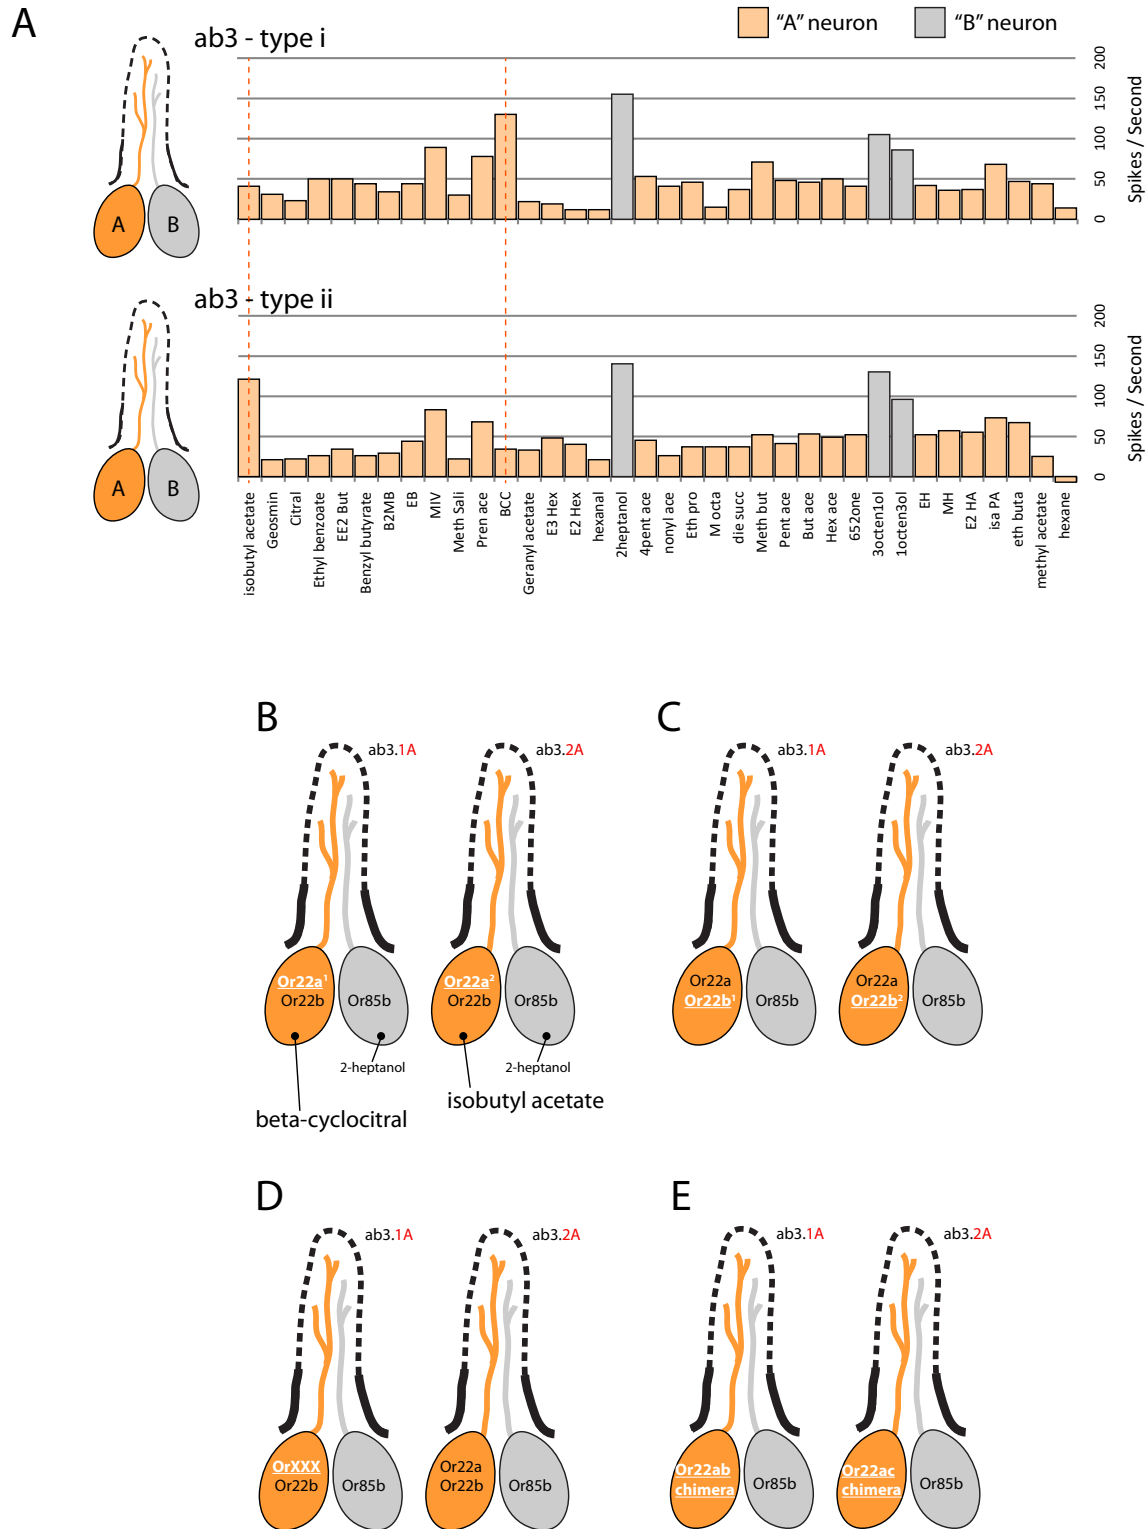 A
ab3 - type i
“A” neuron
“B” neuron
200
150
100
50
0
Spikes / Second
A
B
ab3 - type ii
200
150
100
50
0
Spikes / Second
A
B
isobutyl acetate
Geosmin
Citral
Ethyl benzoate
EE2 But
Benzyl butyrate
B2MB
EB
MIV
Meth Sali
Pren ace
BCC
Geranyl acetate
E3 Hex
E2 Hex
hexanal
2heptanol
4pent ace
nonyl ace
Eth pro
M octa
die succ
Meth but
Pent ace
But ace
Hex ace
652one
3octen1ol
1octen3ol
EH
MH
E2 HA
isa PA
eth buta
methyl acetate
hexane
B
ab3.1A
ab3.2A
Or22a¹
Or22b
Or85b
Or22a²
Or22b
Or85b
2-heptanol
2-heptanol
beta-cyclocitral
isobutyl acetate
C
ab3.1A
ab3.2A
Or22a
Or22b¹
Or85b
Or22a
Or22b²
Or85b
D
ab3.1A
ab3.2A
OrXXX
Or22b
Or85b
Or22a
Or22b
Or85b
E
ab3.1A
ab3.2A
Or22ab
chimera
Or85b
Or22ac
chimera
Or85b